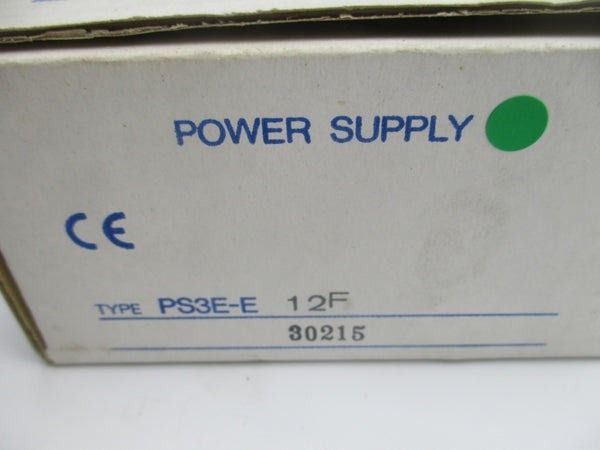 POWER SUPPLY
CE
TYPE PS3E-E 12F
30215